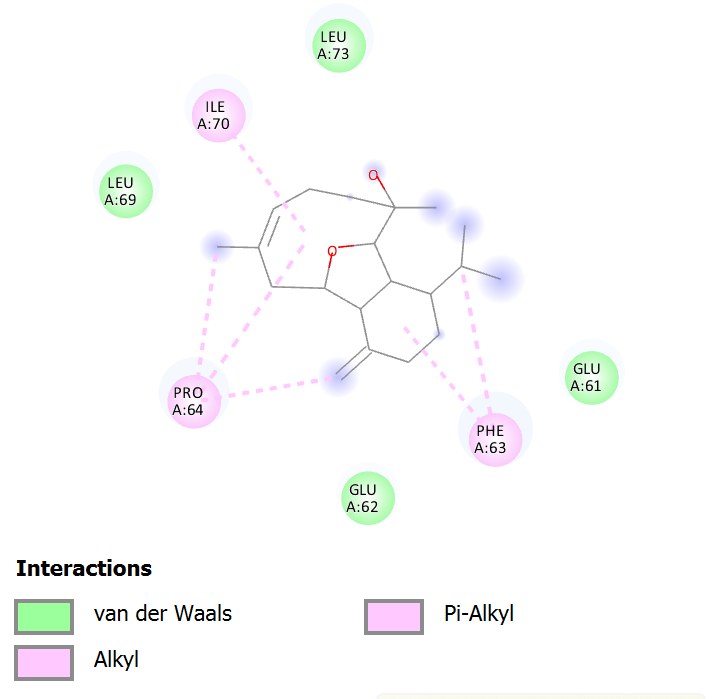 LEU
A:73
ILE
A:70
LEU
A:69
O
O
PRO
A:64
GLU
A:61
PHE
A:63
GLU
A:62
Interactions
van der Waals
Pi-Alkyl
Alkyl